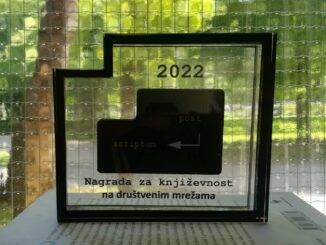 2022
post
scriptum
Nagrada za književnost
na društvenim mrežama